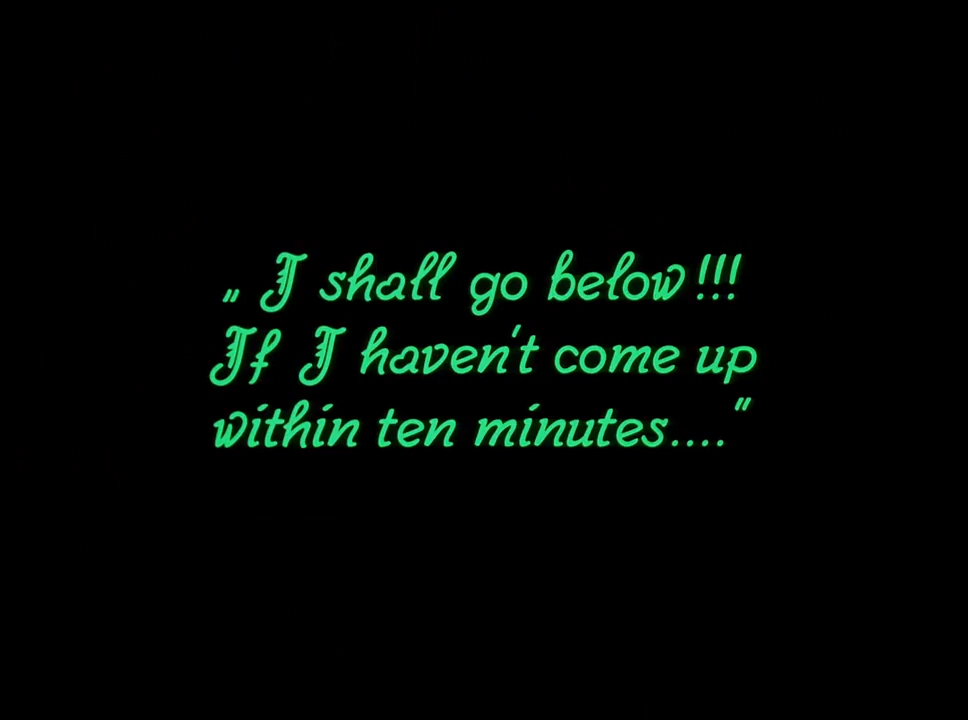 „ I shall go below!!!
If I haven't come up
within ten minutes...."